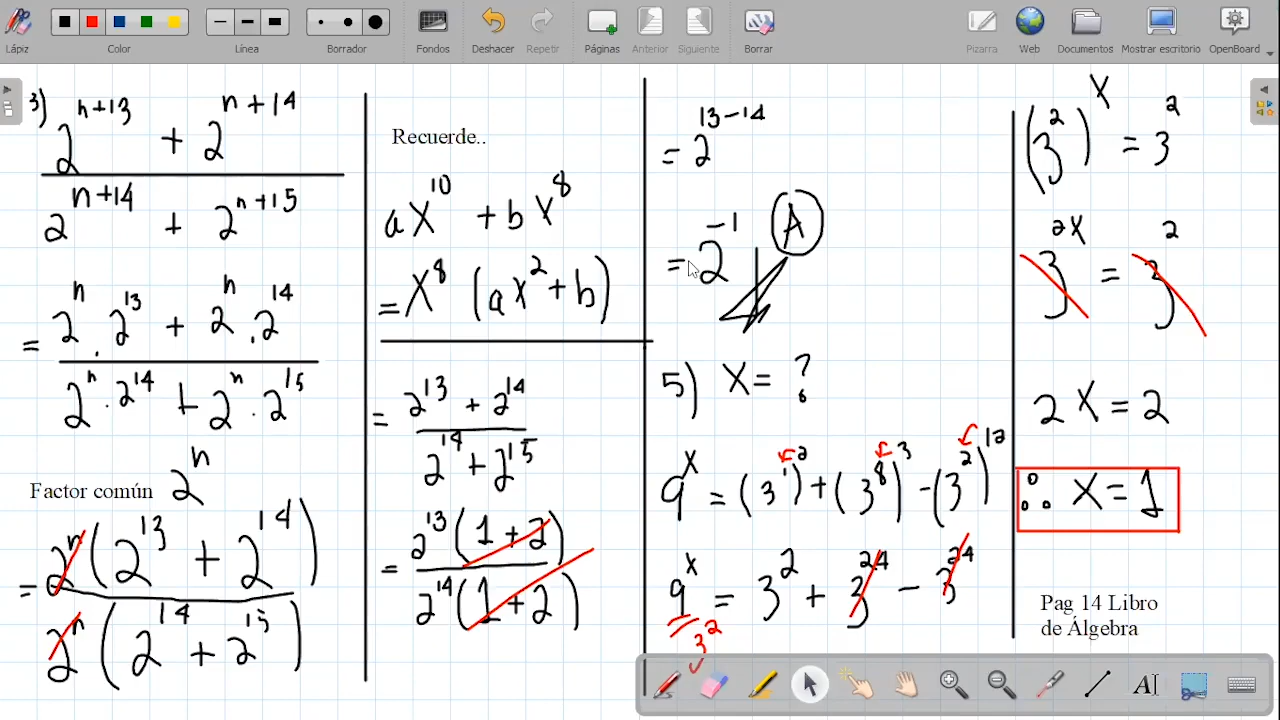 Lápiz Color Línea Borrador Fondos Deshacer Repetir Páginas Anterior Siguiente Borrar Pizarra Web Documentos Mostrar escritorio OpenBoard
3)
2^{n+13} + 2^{n+14}
2^{n+14} + 2^{n+15}
= 2^n · 2^13 + 2^n · 2^14
2^n · 2^14 + 2^n · 2^15
Factor común 2^n
= 2^n (2^13 + 2^14)
2^n (2^14 + 2^15)
Recuerde..
aX^10 + bX^8
= X^8 (aX^2 + b)
= 2^13 + 2^14
2^14 + 2^15
= 2^13 (1 + 2)
2^14 (1 + 2)
= 2^{13-14}
= 2^{-1} A
5) X = ?
9^x = (3^1)^2 + (3^8)^3 - (3^2)^12
9^x = 3^2 + 3^24 - 3^24
3^2
(3^2)^x = 3^2
3^{2x} = 3^2
2X = 2
∴ X = 1
Pag 14 Libro
de Álgebra
AI